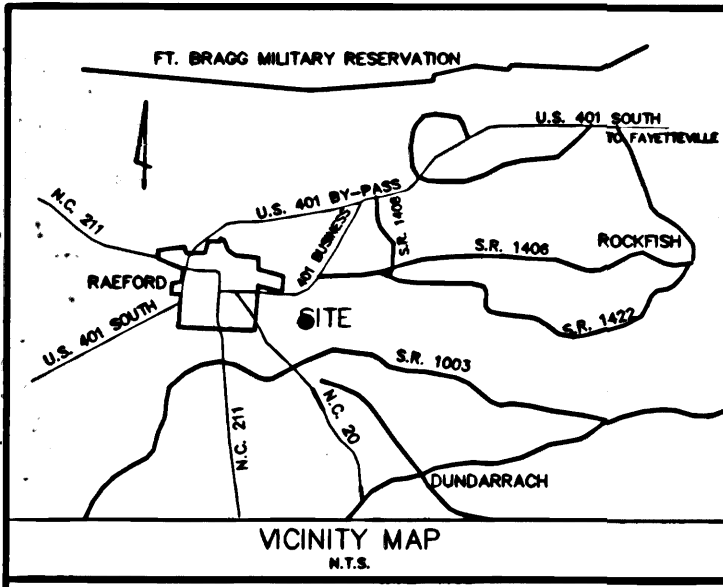 FT. BRAGG MILITARY RESERVATION
U.S. 401 SOUTH
TO FAYETTEVILLE
N.C. 211
U.S. 401 BY-PASS
401 BUSINESS
S.R. 1408
S.R. 1406
ROCKFISH
RAEFORD
U.S. 401 SOUTH
SITE
S.R. 1422
S.R. 1003
N.C. 211
N.C. 20
DUNDARRACH
VICINITY MAP
N.T.S.